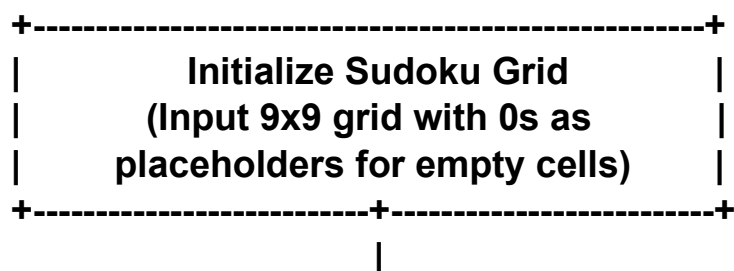 +------------------------------------------------------+
| Initialize Sudoku Grid |
| (Input 9x9 grid with 0s as |
| placeholders for empty cells) |
+-----------------------------+--------------------------+
|